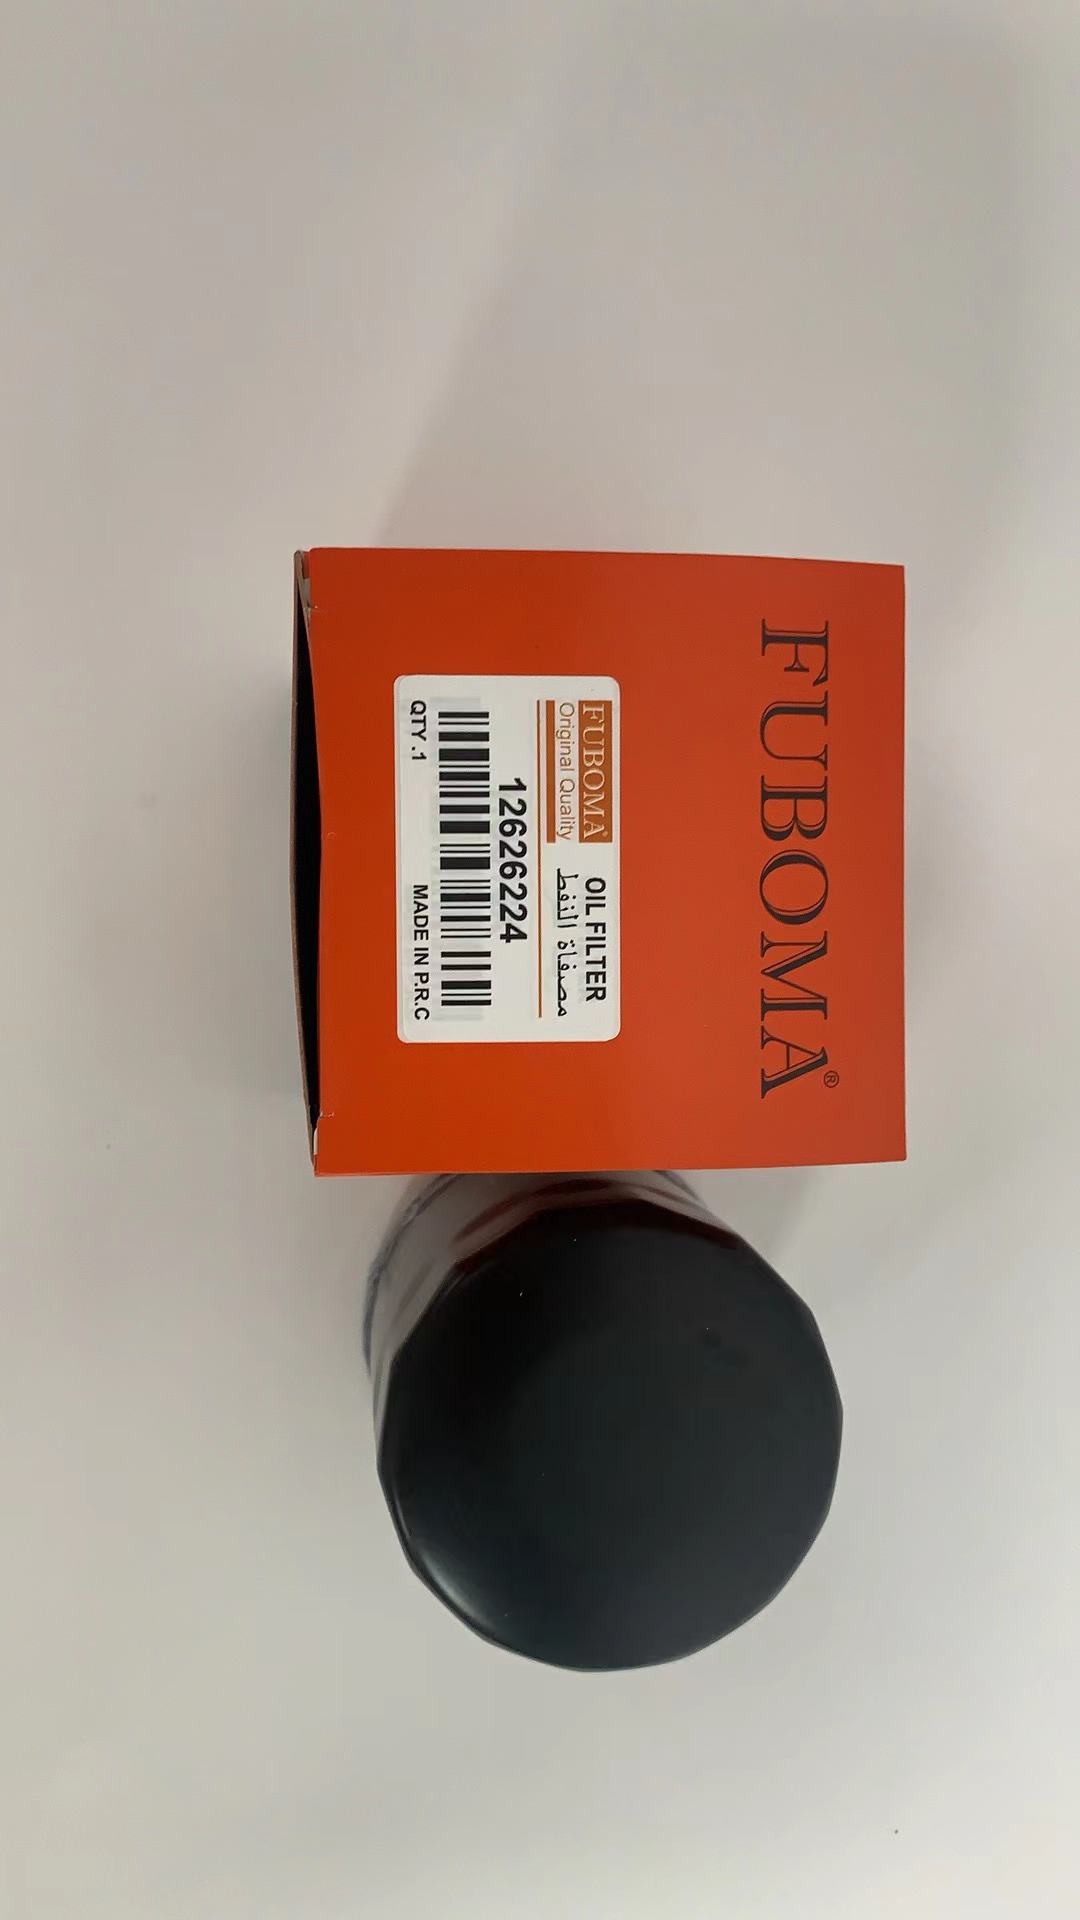 FUBOMA®
FUBOMA®
Original Quality
OIL FILTER
مصفاة النفط
12626224
QTY .1
MADE IN P.R.C